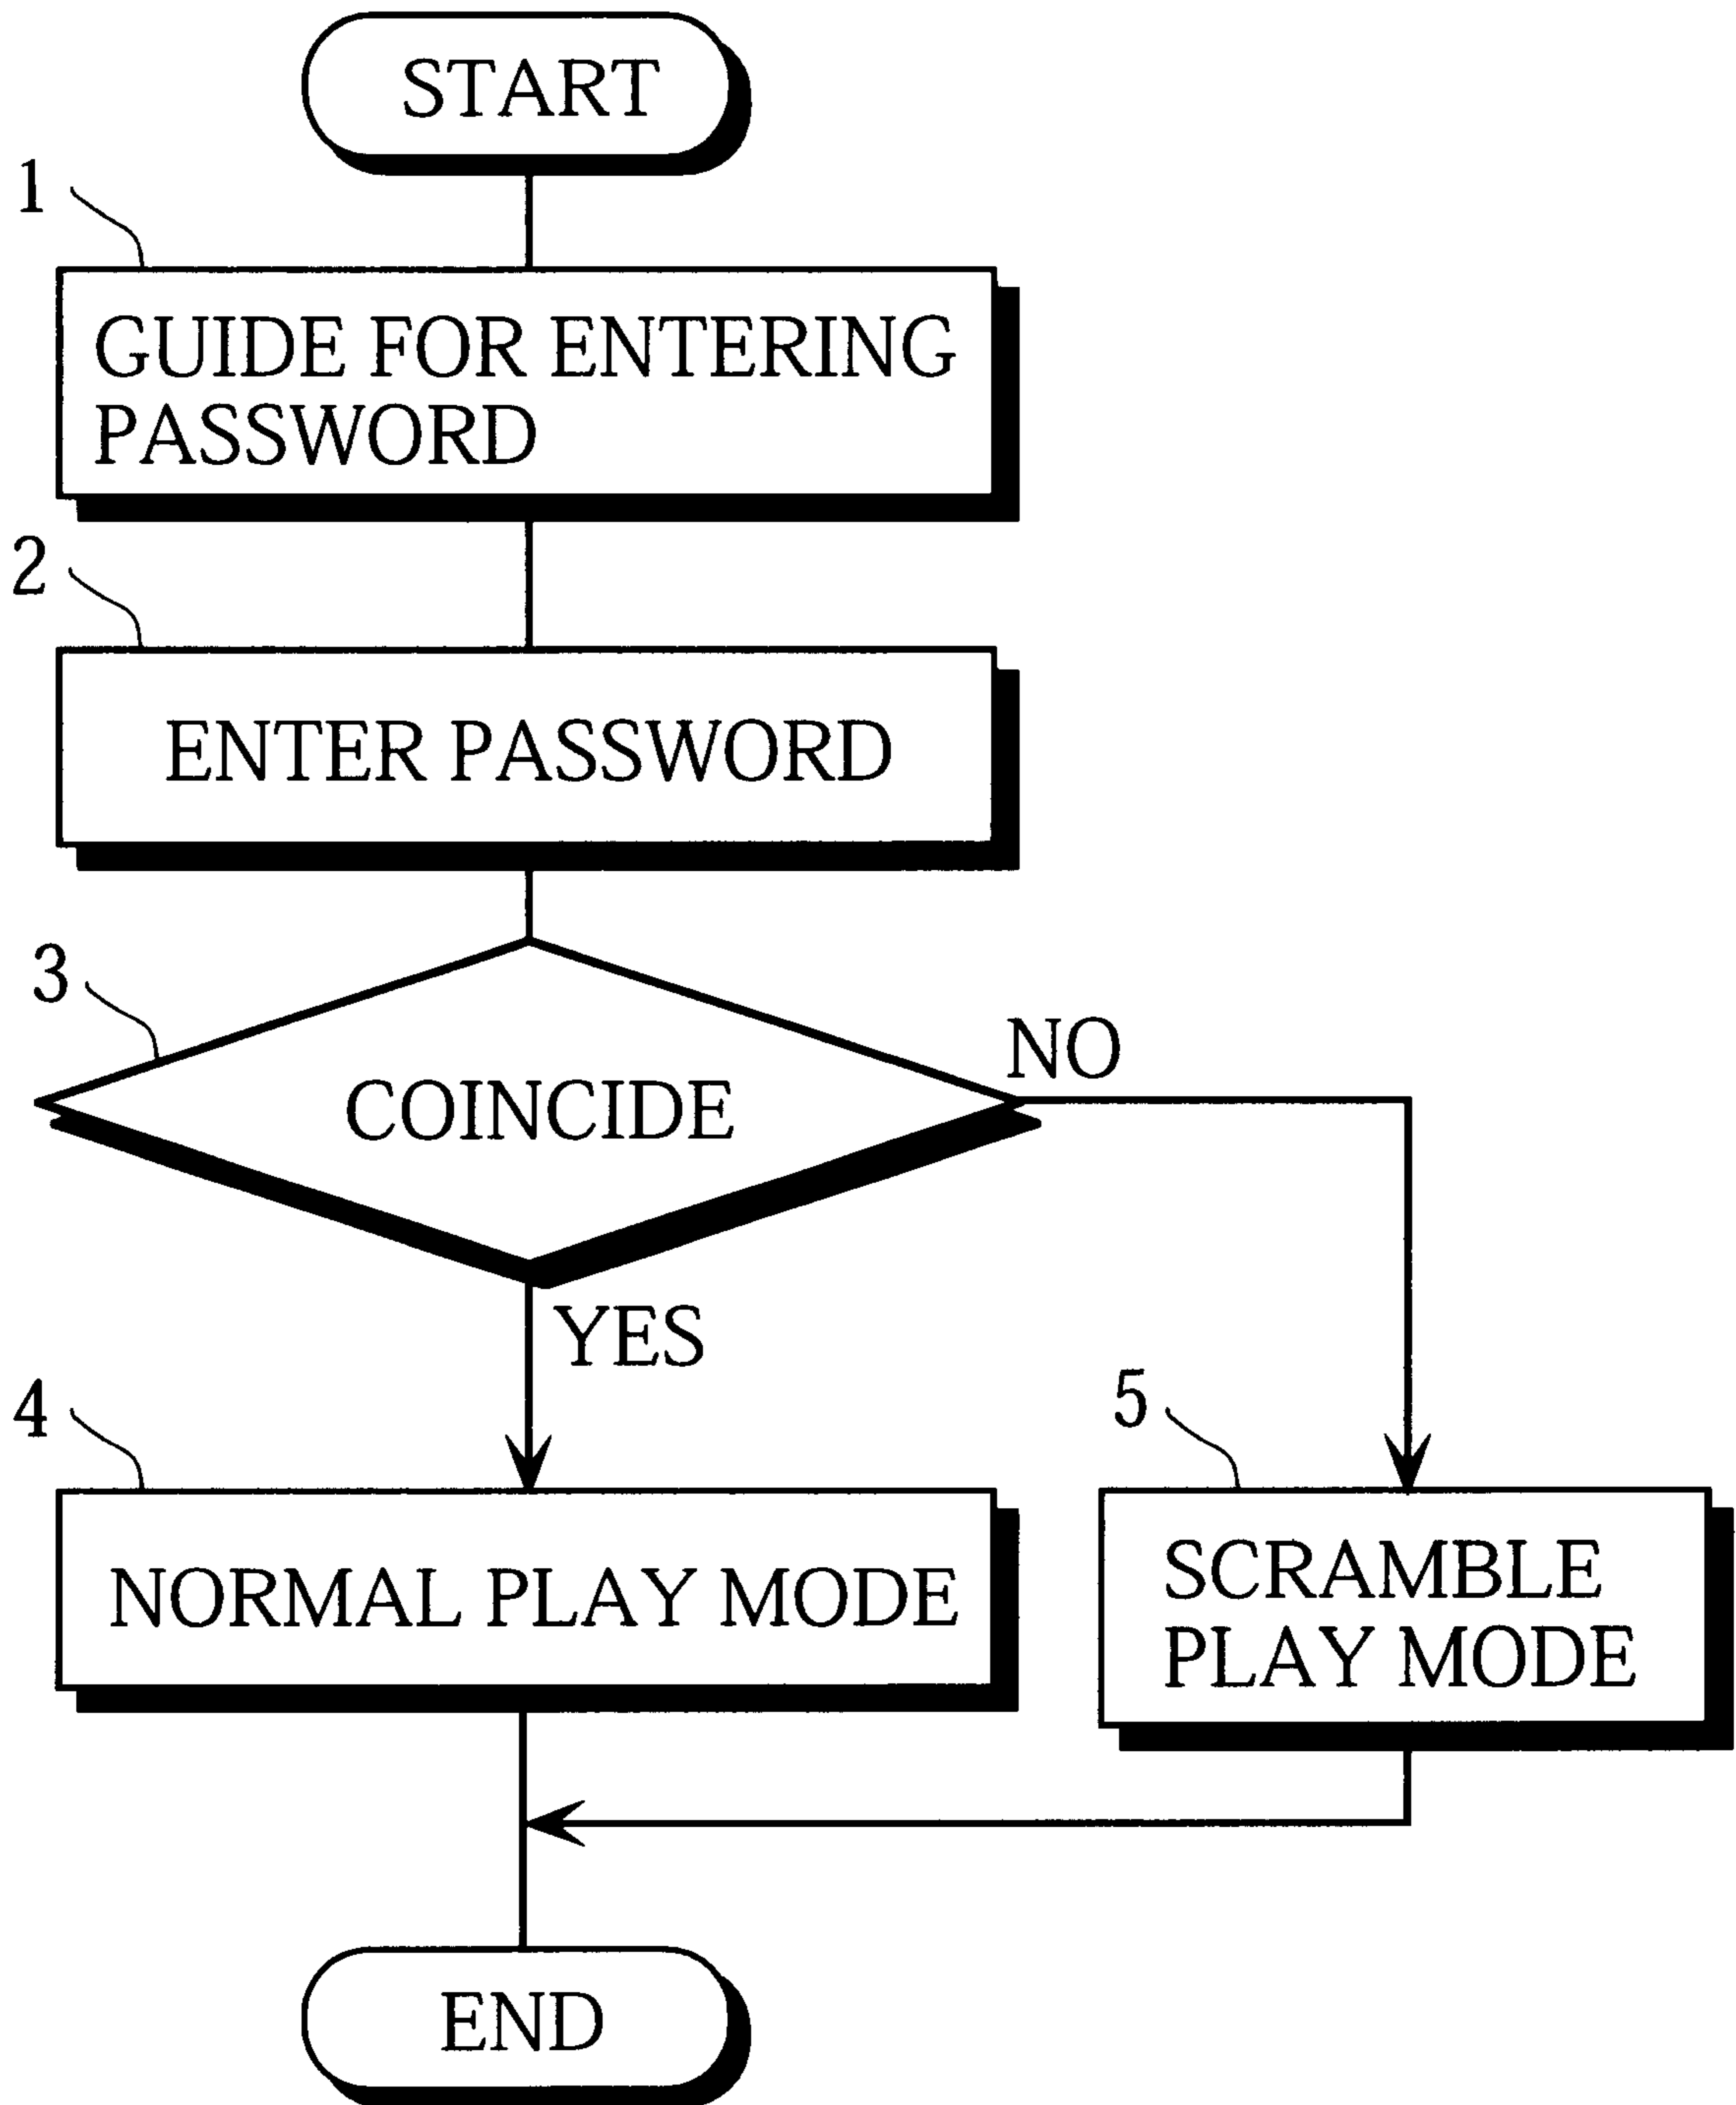 START
1
GUIDE FOR ENTERING
PASSWORD
2
ENTER PASSWORD
3
COINCIDE
NO
YES
4
NORMAL PLAY MODE
5
SCRAMBLE
PLAY MODE
END